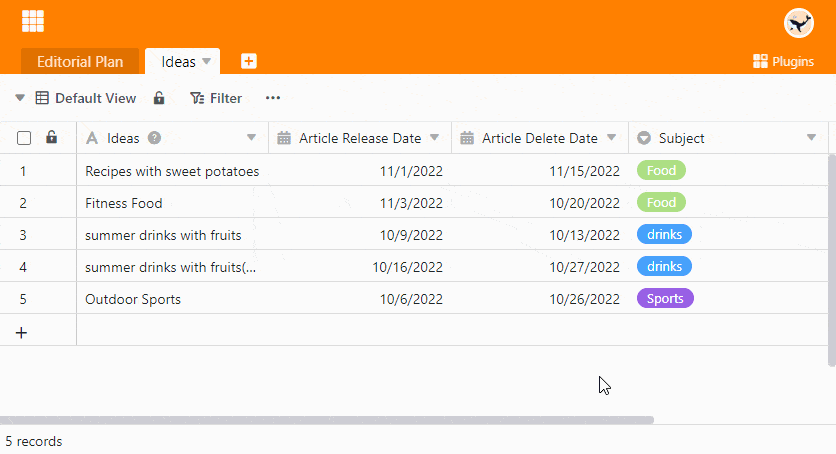 Editorial Plan Ideas Plugins
Default View Filter ...
A Ideas ? Article Release Date Article Delete Date Subject
1 Recipes with sweet potatoes 11/1/2022 11/15/2022 Food
2 Fitness Food 11/3/2022 10/20/2022 Food
3 summer drinks with fruits 10/9/2022 10/13/2022 drinks
4 summer drinks with fruits(... 10/16/2022 10/27/2022 drinks
5 Outdoor Sports 10/6/2022 10/26/2022 Sports
+
5 records